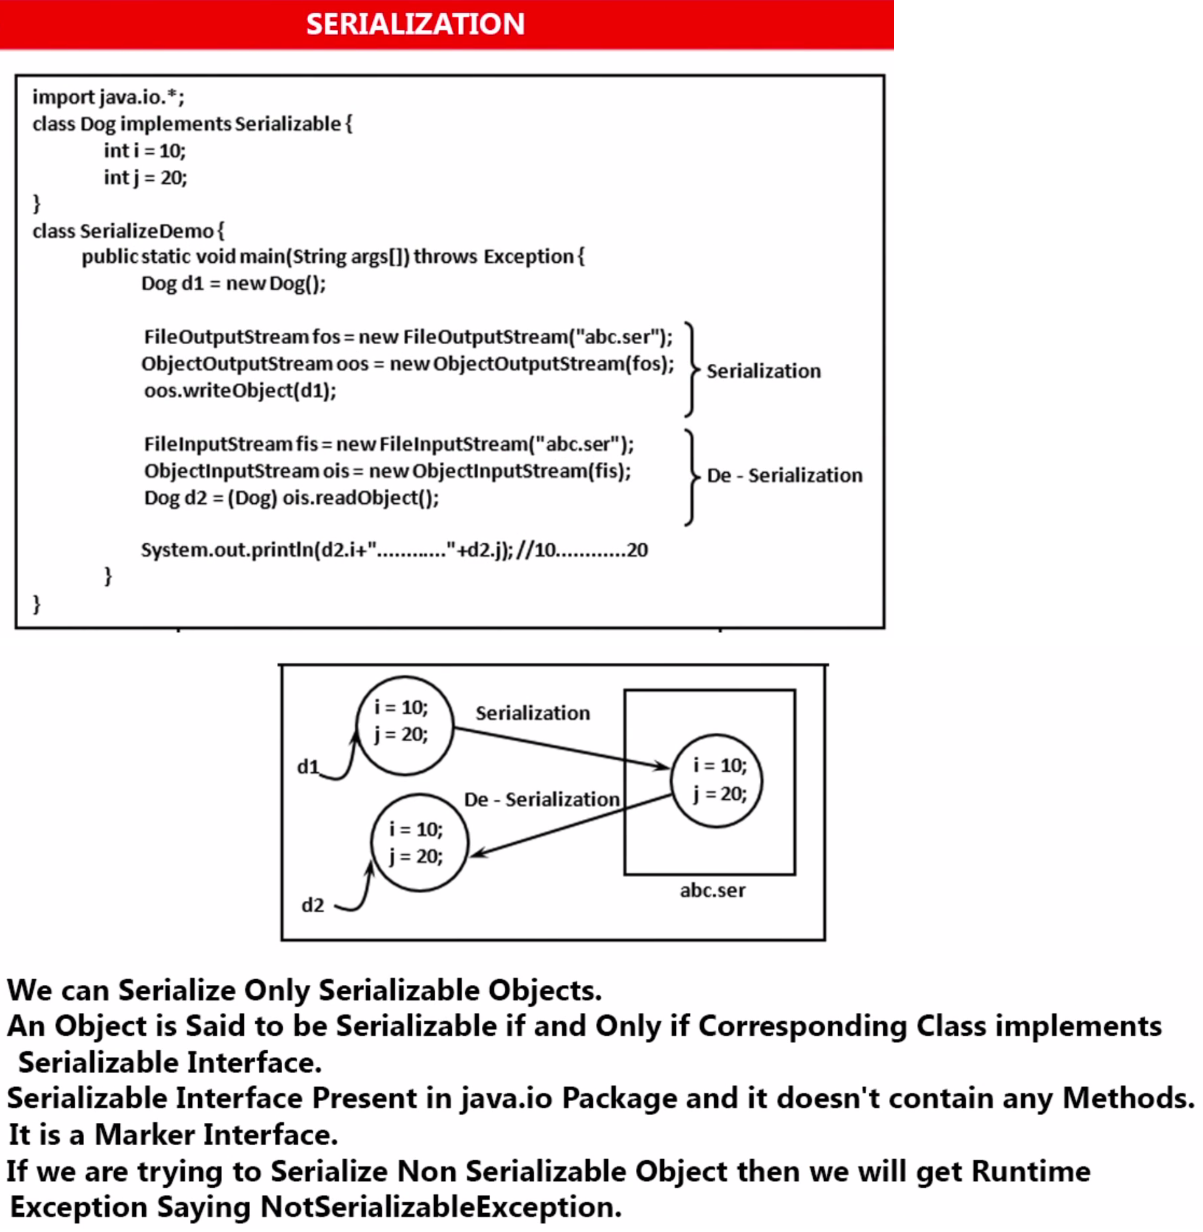 SERIALIZATION
import java.io.*;
class Dog implements Serializable {
int i = 10;
int j = 20;
}
class SerializeDemo {
public static void main(String args[]) throws Exception {
Dog d1 = new Dog();
FileOutputStream fos = new FileOutputStream("abc.ser");
ObjectOutputStream oos = new ObjectOutputStream(fos);
oos.writeObject(d1);
Serialization
FileInputStream fis = new FileInputStream("abc.ser");
ObjectInputStream ois = new ObjectInputStream(fis);
Dog d2 = (Dog) ois.readObject();
De - Serialization
System.out.println(d2.i+"............"+d2.j); //10............20
}
}
i = 10;
j = 20;
d1
Serialization
i = 10;
j = 20;
De - Serialization
i = 10;
j = 20;
d2
abc.ser
We can Serialize Only Serializable Objects.
An Object is Said to be Serializable if and Only if Corresponding Class implements
Serializable Interface.
Serializable Interface Present in java.io Package and it doesn't contain any Methods.
It is a Marker Interface.
If we are trying to Serialize Non Serializable Object then we will get Runtime
Exception Saying NotSerializableException.